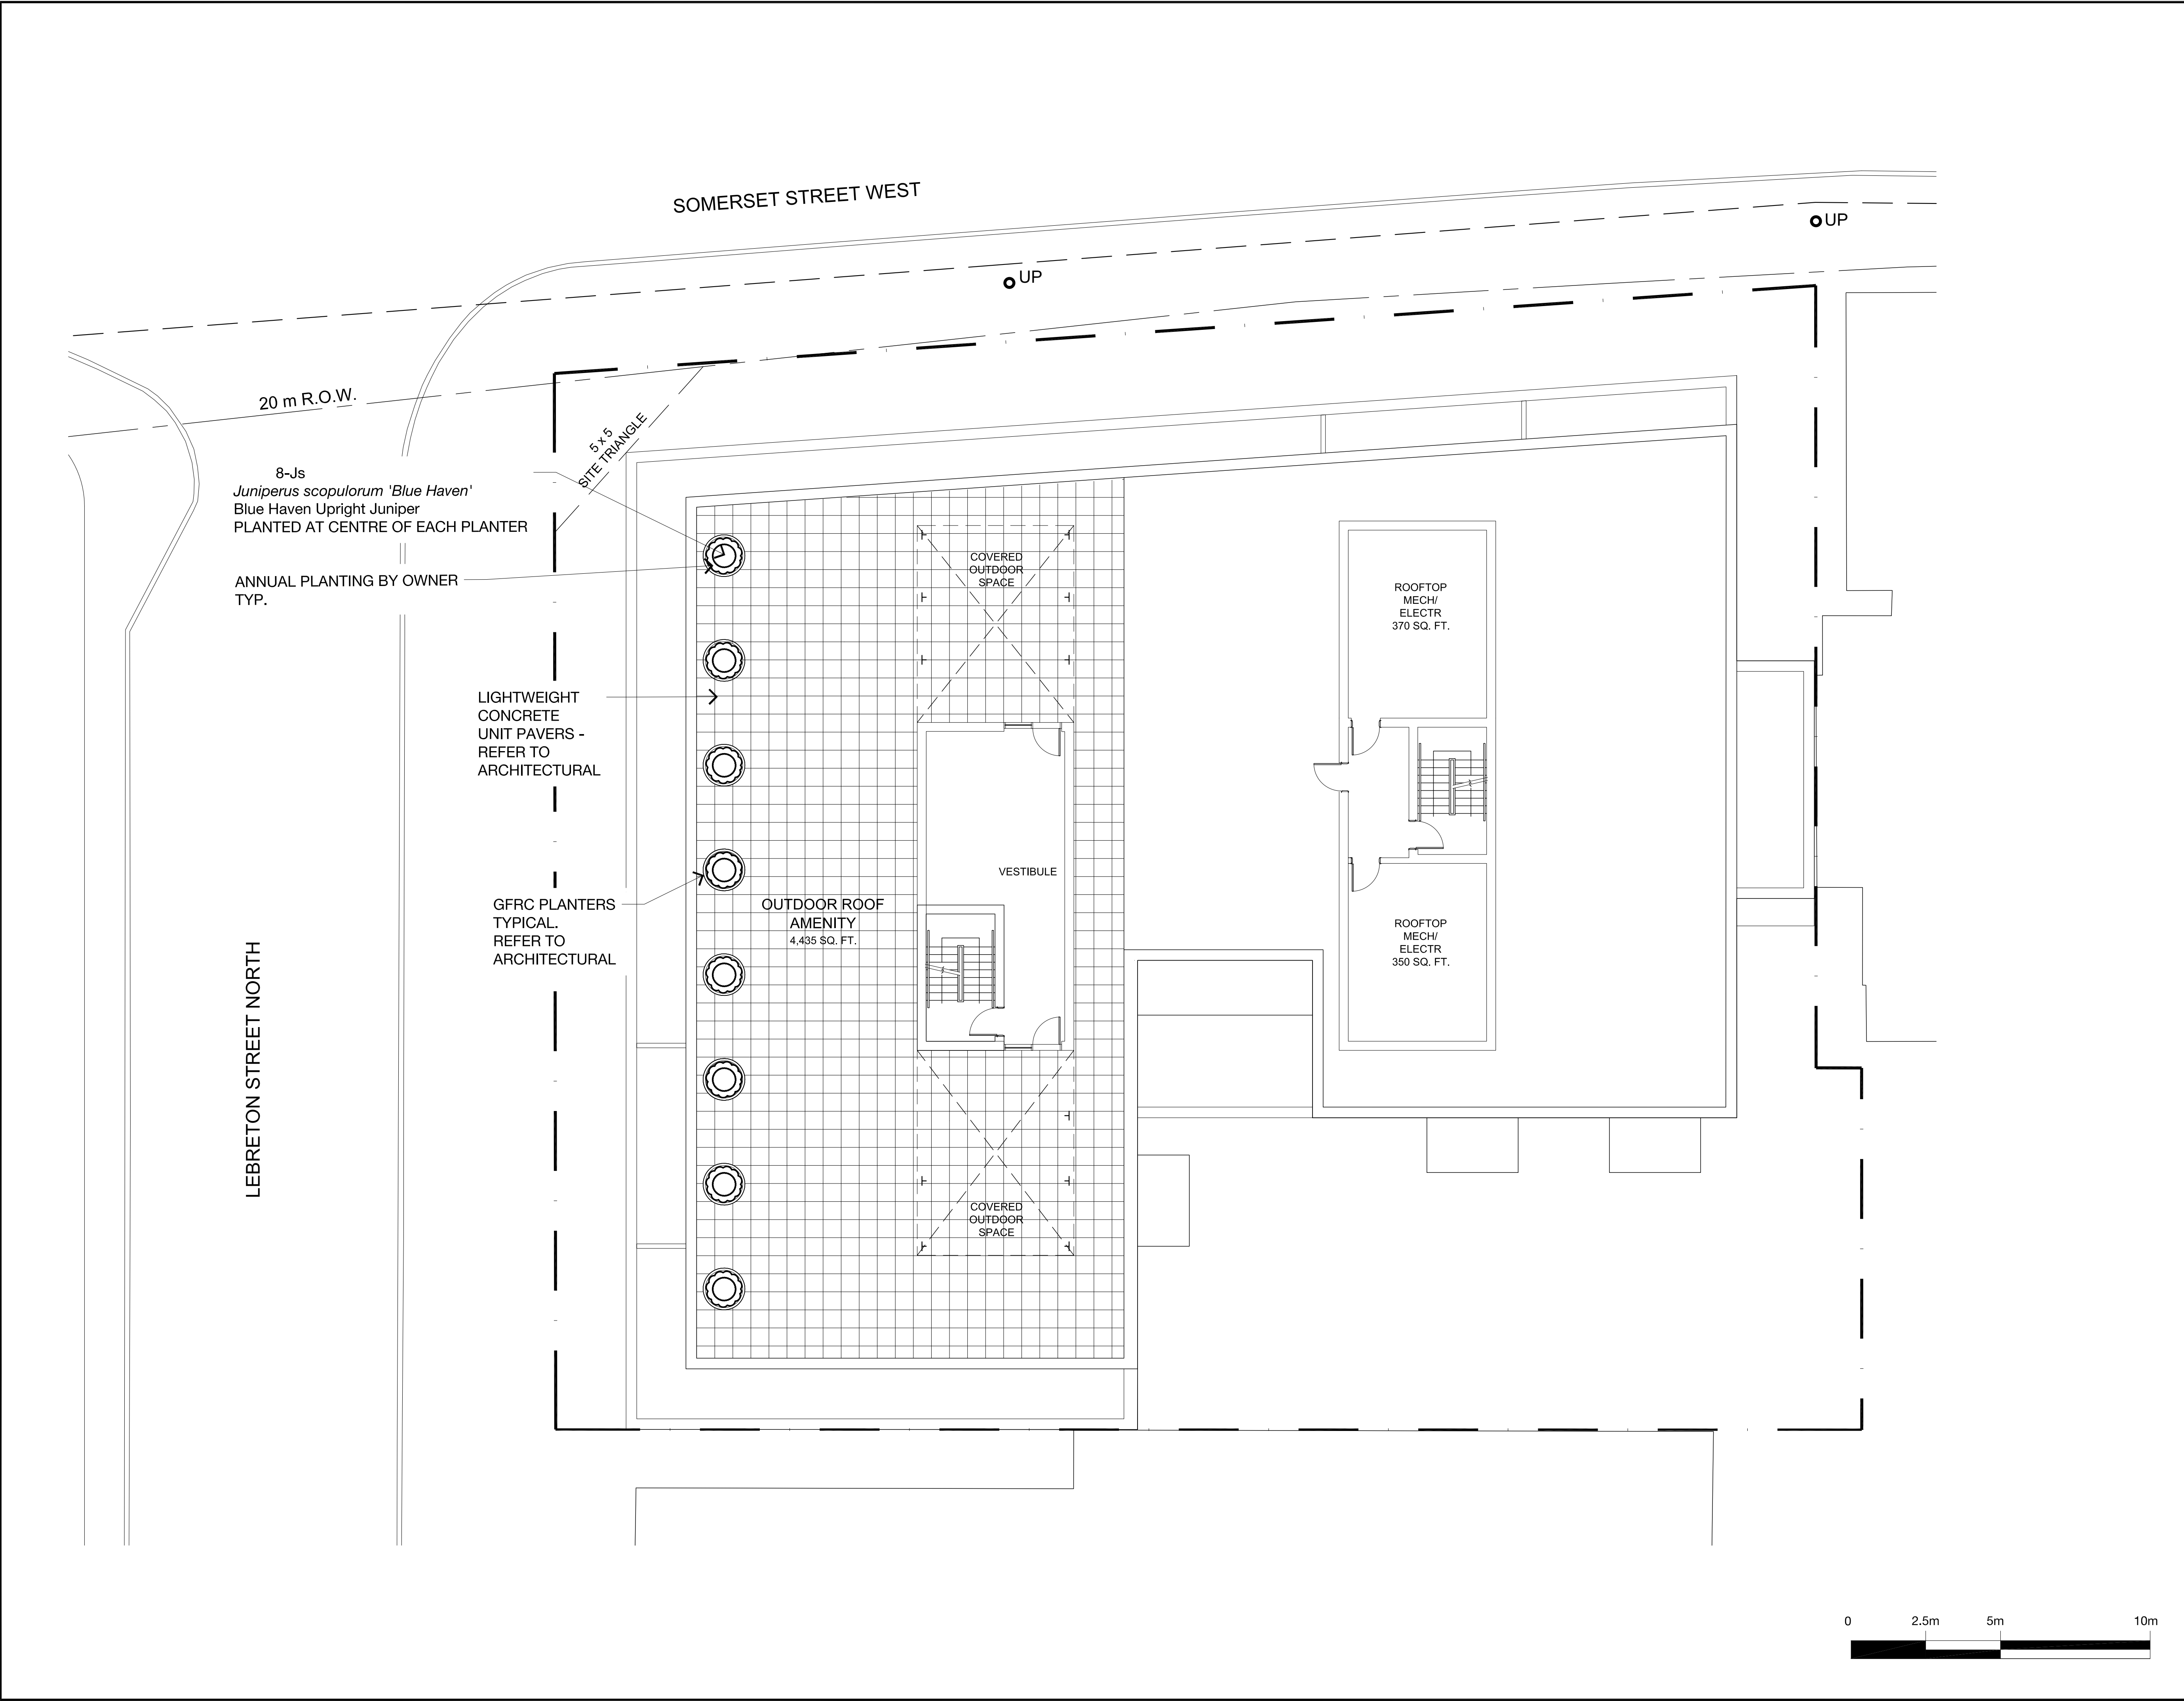 SOMERSET STREET WEST
UP
UP
20 m R.O.W.
5 x 5
SITE TRIANGLE
8-Js
Juniperus scopulorum 'Blue Haven'
Blue Haven Upright Juniper
PLANTED AT CENTRE OF EACH PLANTER
ANNUAL PLANTING BY OWNER
TYP.
COVERED
OUTDOOR
SPACE
ROOFTOP
MECH/
ELECTR
370 SQ. FT.
LIGHTWEIGHT
CONCRETE
UNIT PAVERS -
REFER TO
ARCHITECTURAL
VESTIBULE
GFRC PLANTERS
TYPICAL.
REFER TO
ARCHITECTURAL
OUTDOOR ROOF
AMENITY
4,435 SQ. FT.
ROOFTOP
MECH/
ELECTR
350 SQ. FT.
LEBRETON STREET NORTH
COVERED
OUTDOOR
SPACE
0 2.5m 5m 10m